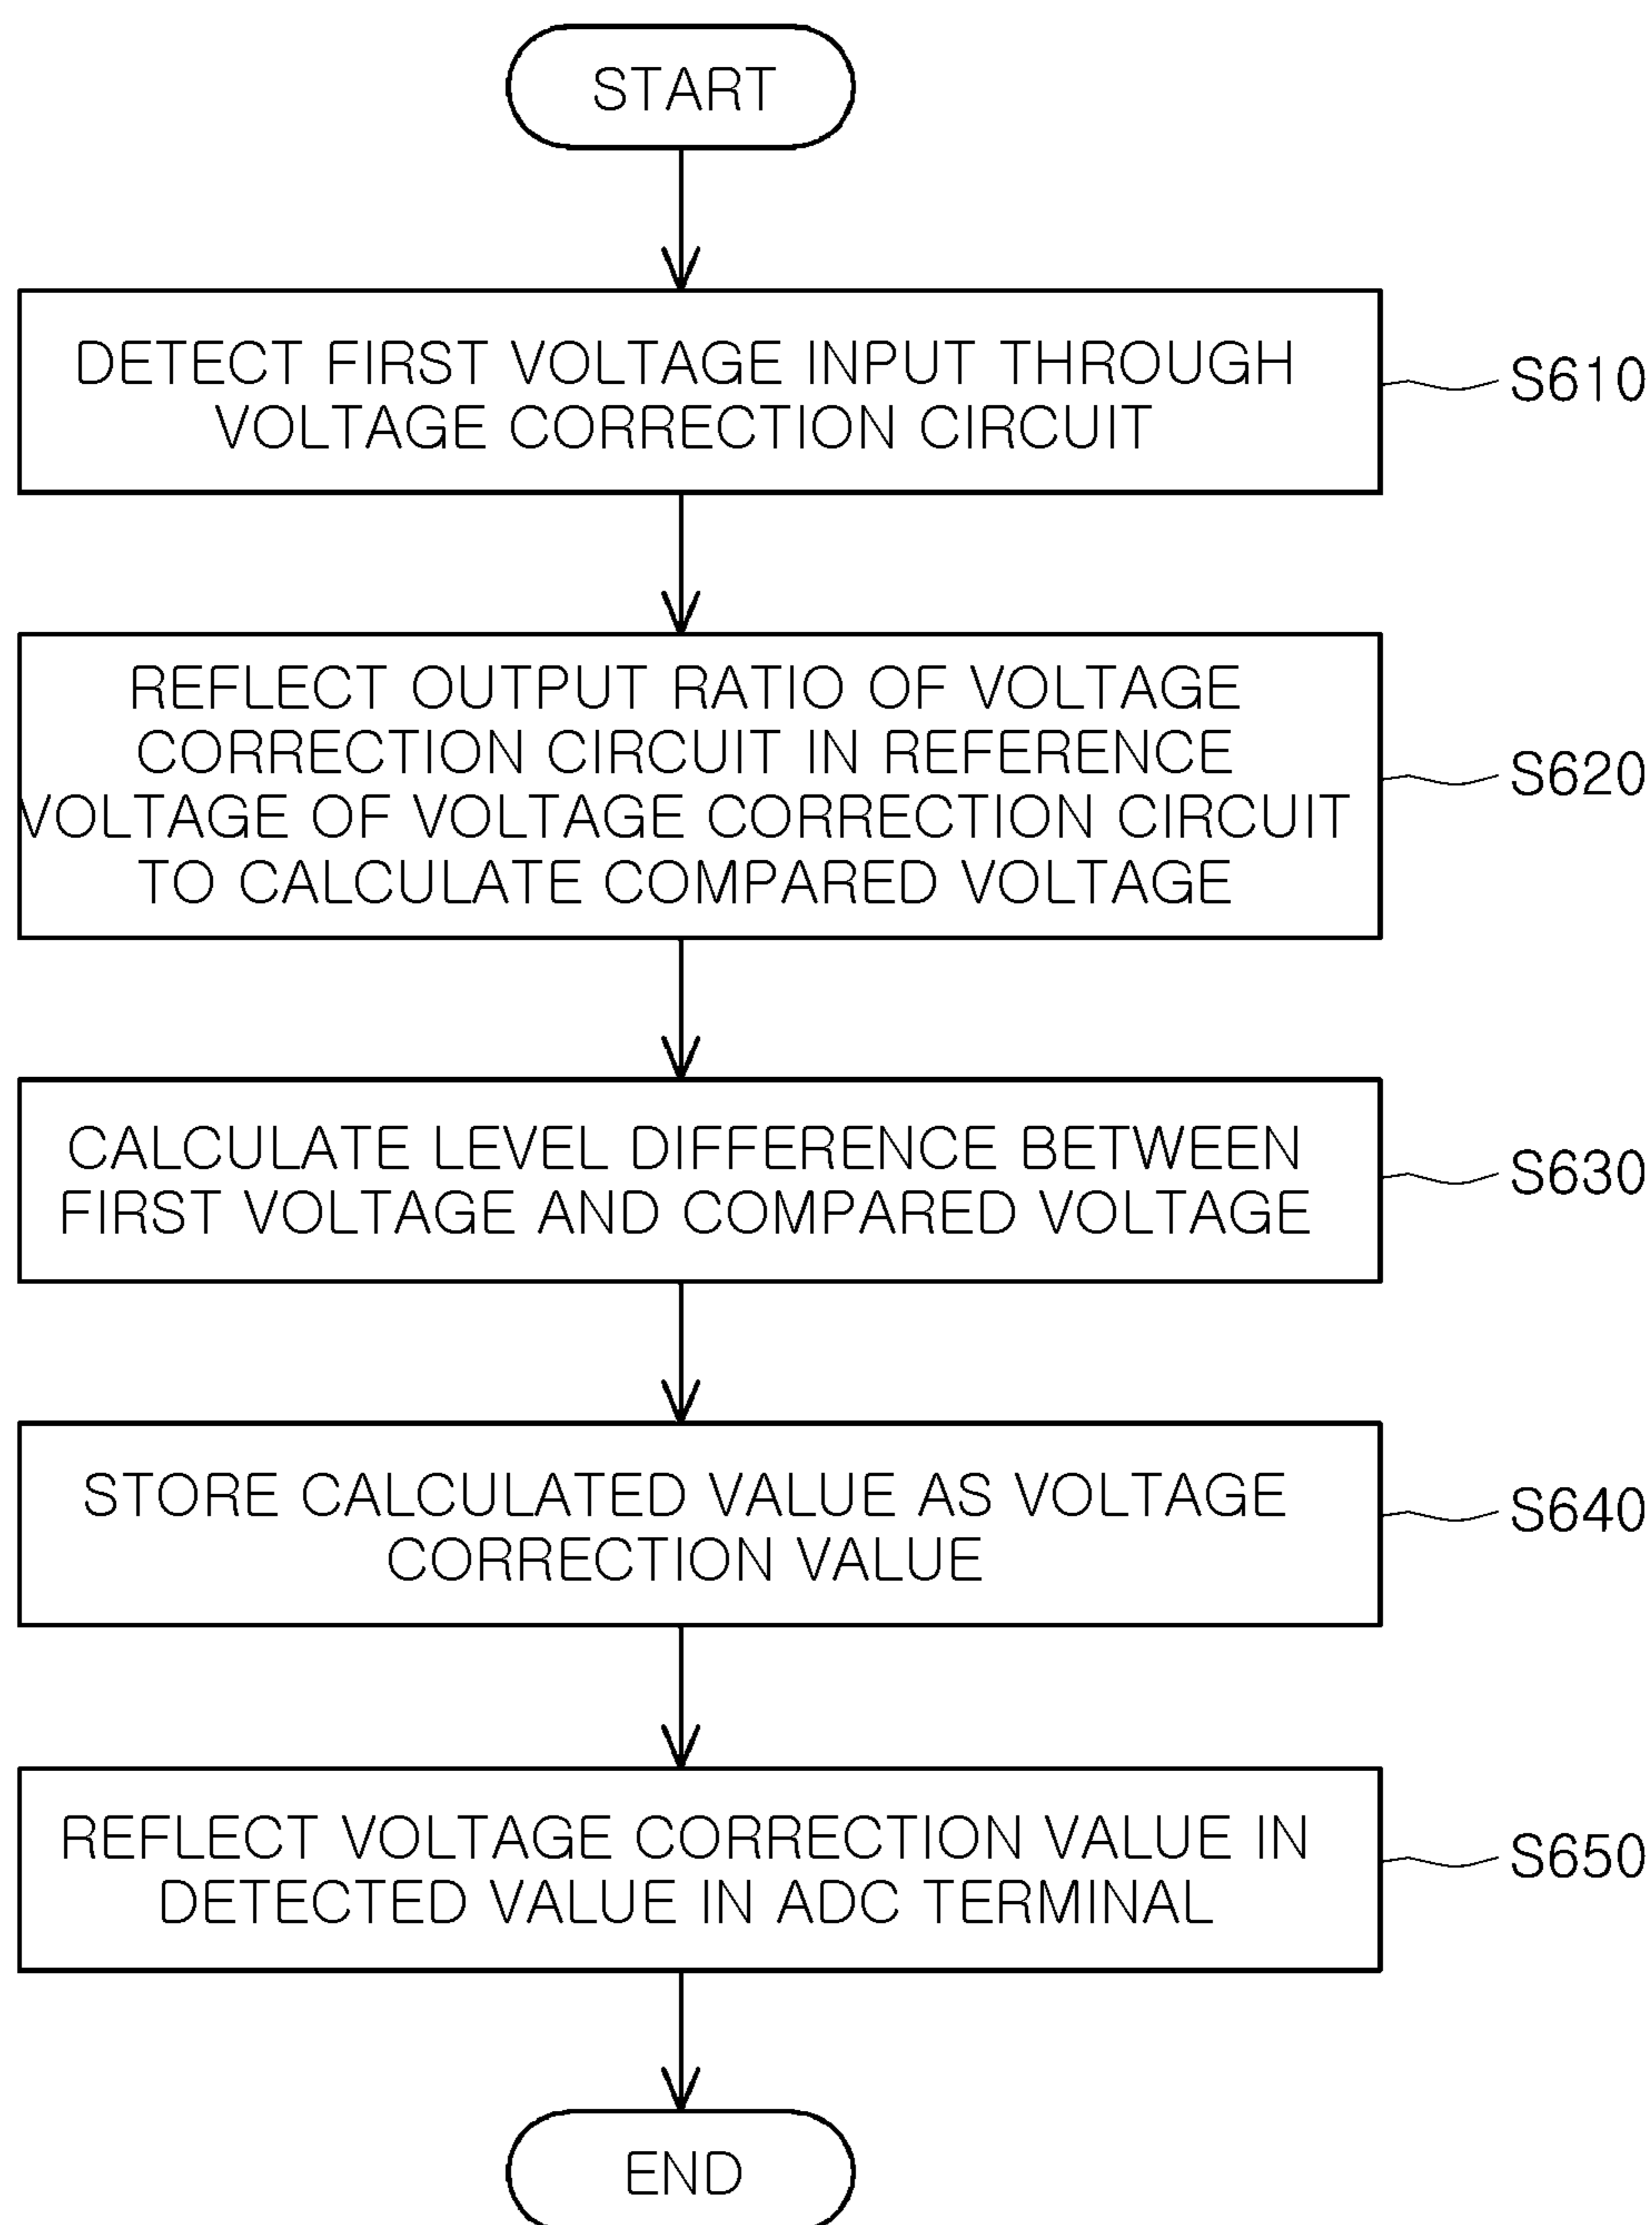 START
DETECT FIRST VOLTAGE INPUT THROUGH
VOLTAGE CORRECTION CIRCUIT
S610
REFLECT OUTPUT RATIO OF VOLTAGE
CORRECTION CIRCUIT IN REFERENCE
VOLTAGE OF VOLTAGE CORRECTION CIRCUIT
TO CALCULATE COMPARED VOLTAGE
S620
CALCULATE LEVEL DIFFERENCE BETWEEN
FIRST VOLTAGE AND COMPARED VOLTAGE
S630
STORE CALCULATED VALUE AS VOLTAGE
CORRECTION VALUE
S640
REFLECT VOLTAGE CORRECTION VALUE IN
DETECTED VALUE IN ADC TERMINAL
S650
END